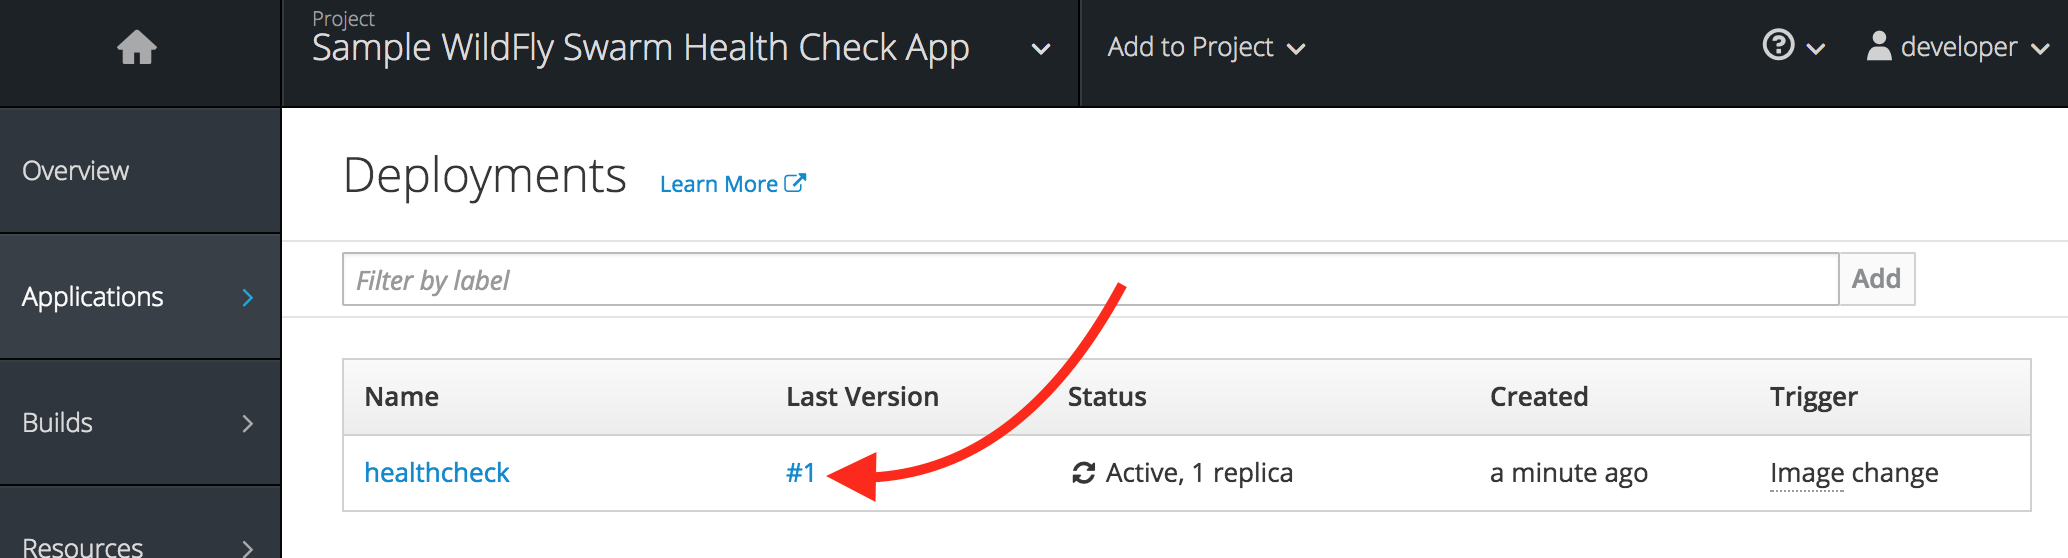 Project
Sample WildFly Swarm Health Check App
Add to Project
developer
Overview
Applications
Builds
Resources
Deployments
Learn More
Filter by label
Add
Name Last Version Status Created Trigger
healthcheck #1 Active, 1 replica a minute ago Image change